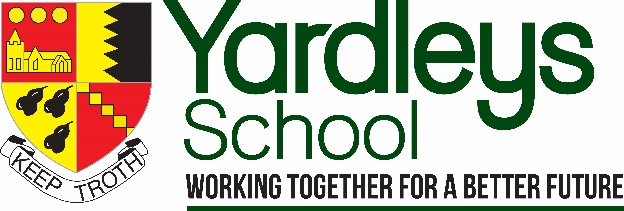 Yardleys
School
WORKING TOGETHER FOR A BETTER FUTURE
KEEP TROTH